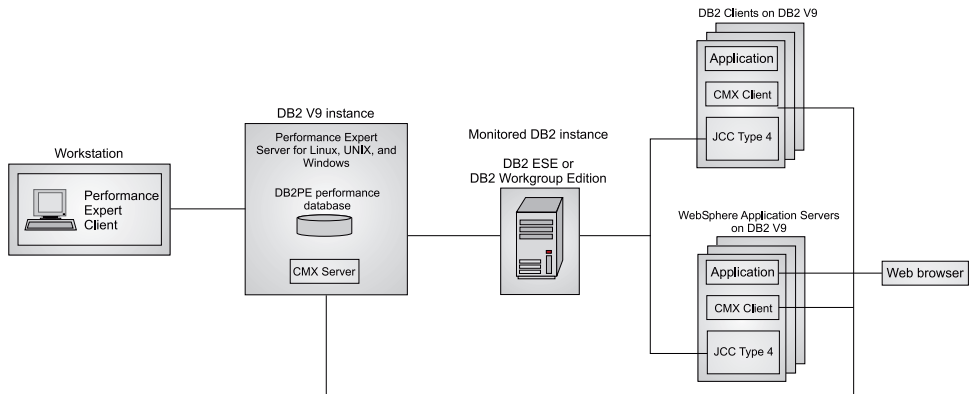 Workstation
Performance
Expert
Client
DB2 V9 instance
Performance Expert
Server for Linux, UNIX, and
Windows
DB2PE performance
database
CMX Server
Monitored DB2 instance
DB2 ESE or
DB2 Workgroup Edition
DB2 Clients on DB2 V9
Application
CMX Client
JCC Type 4
WebSphere Application Servers
on DB2 V9
Application
CMX Client
JCC Type 4
Web browser